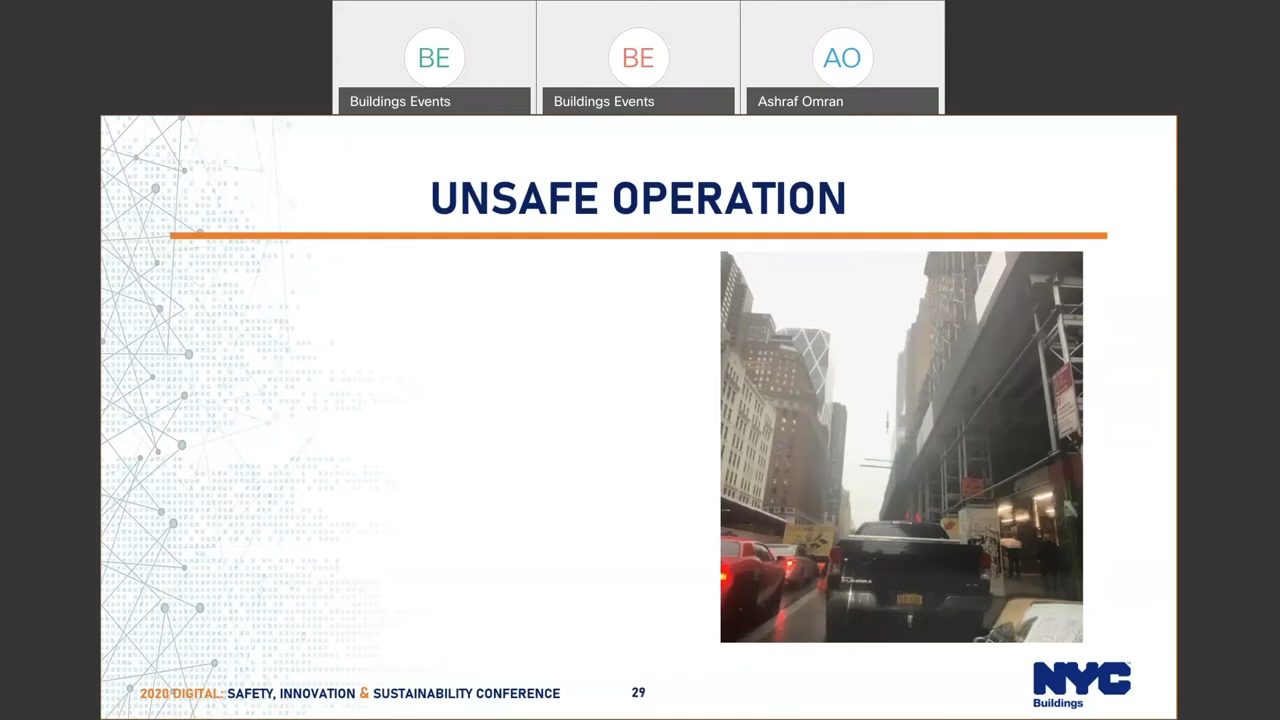 BE
BE
AO
Buildings Events
Buildings Events
Ashraf Omran
UNSAFE OPERATION
TUNDRA
2020 DIGITAL: SAFETY, INNOVATION & SUSTAINABILITY CONFERENCE
29
NYC
Buildings